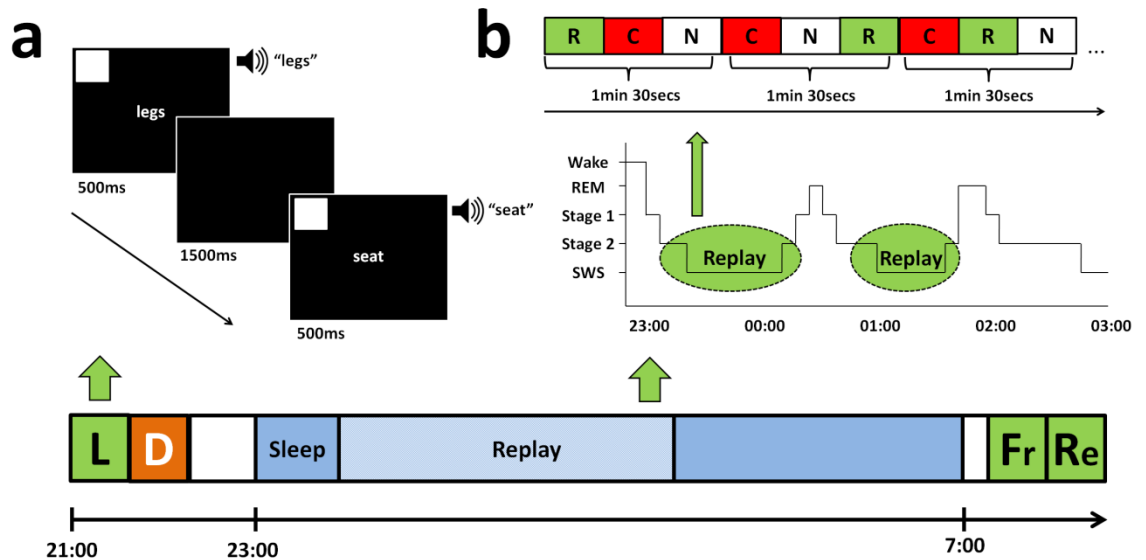 a
"legs"
legs
500ms
1500ms
"seat"
seat
500ms
b
R C N C N R C R N ...
1min 30secs 1min 30secs 1min 30secs
Wake
REM
Stage 1
Stage 2
SWS
Replay Replay
23:00 00:00 01:00 02:00 03:00
L D Sleep Replay Fr Re
21:00 23:00 7:00